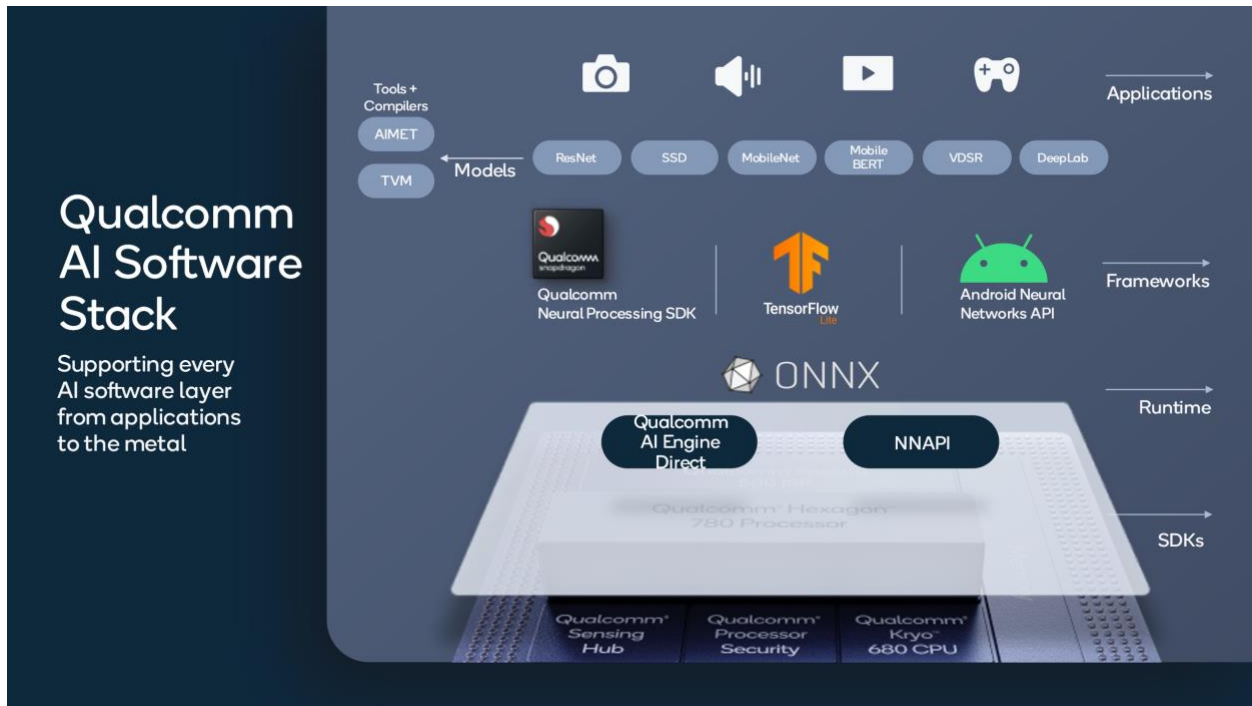 Qualcomm
AI Software
Stack
Supporting every
AI software layer
from applications
to the metal
Tools +
Compilers
AIMET
TVM
Applications
Models
ResNet
SSD
MobileNet
Mobile
BERT
VDSR
DeepLab
Qualcomm
snapdragon
Qualcomm
Neural Processing SDK
TensorFlow
Lite
Android Neural
Networks API
Frameworks
ONNX
Runtime
Qualcomm
AI Engine
Direct
NNAPI
Qualcomm® Hexagon™
780 Processor
SDKs
Qualcomm®
Sensing
Hub
Qualcomm®
Processor
Security
Qualcomm®
Kryo™
680 CPU